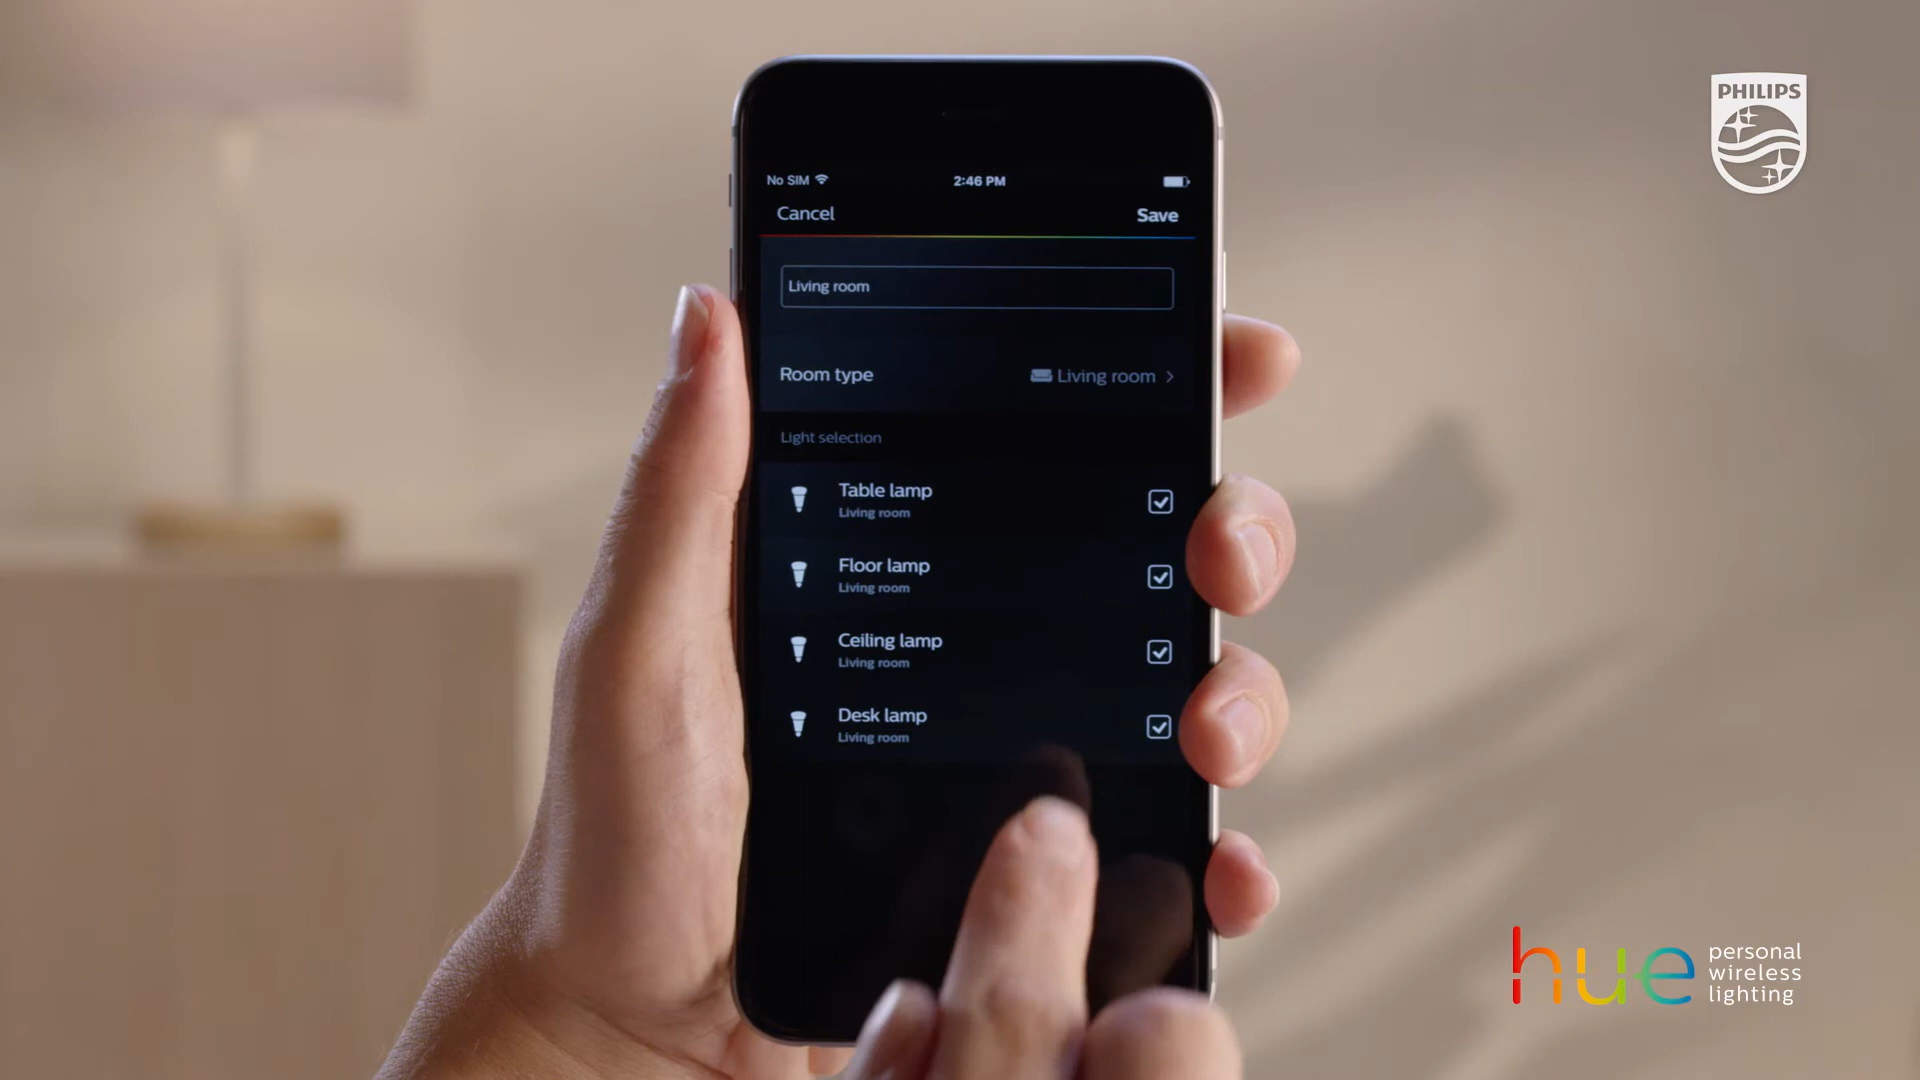 PHILIPS
No SIM
2:46 PM
Cancel
Save
Living room
Room type
Living room
Light selection
Table lamp
Living room
Floor lamp
Living room
Ceiling lamp
Living room
Desk lamp
Living room
hue personal
wireless
lighting